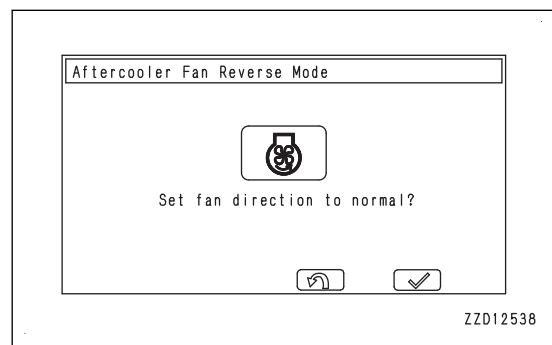 Aftercooler Fan Reverse Mode
Set fan direction to normal?
ZZD12538